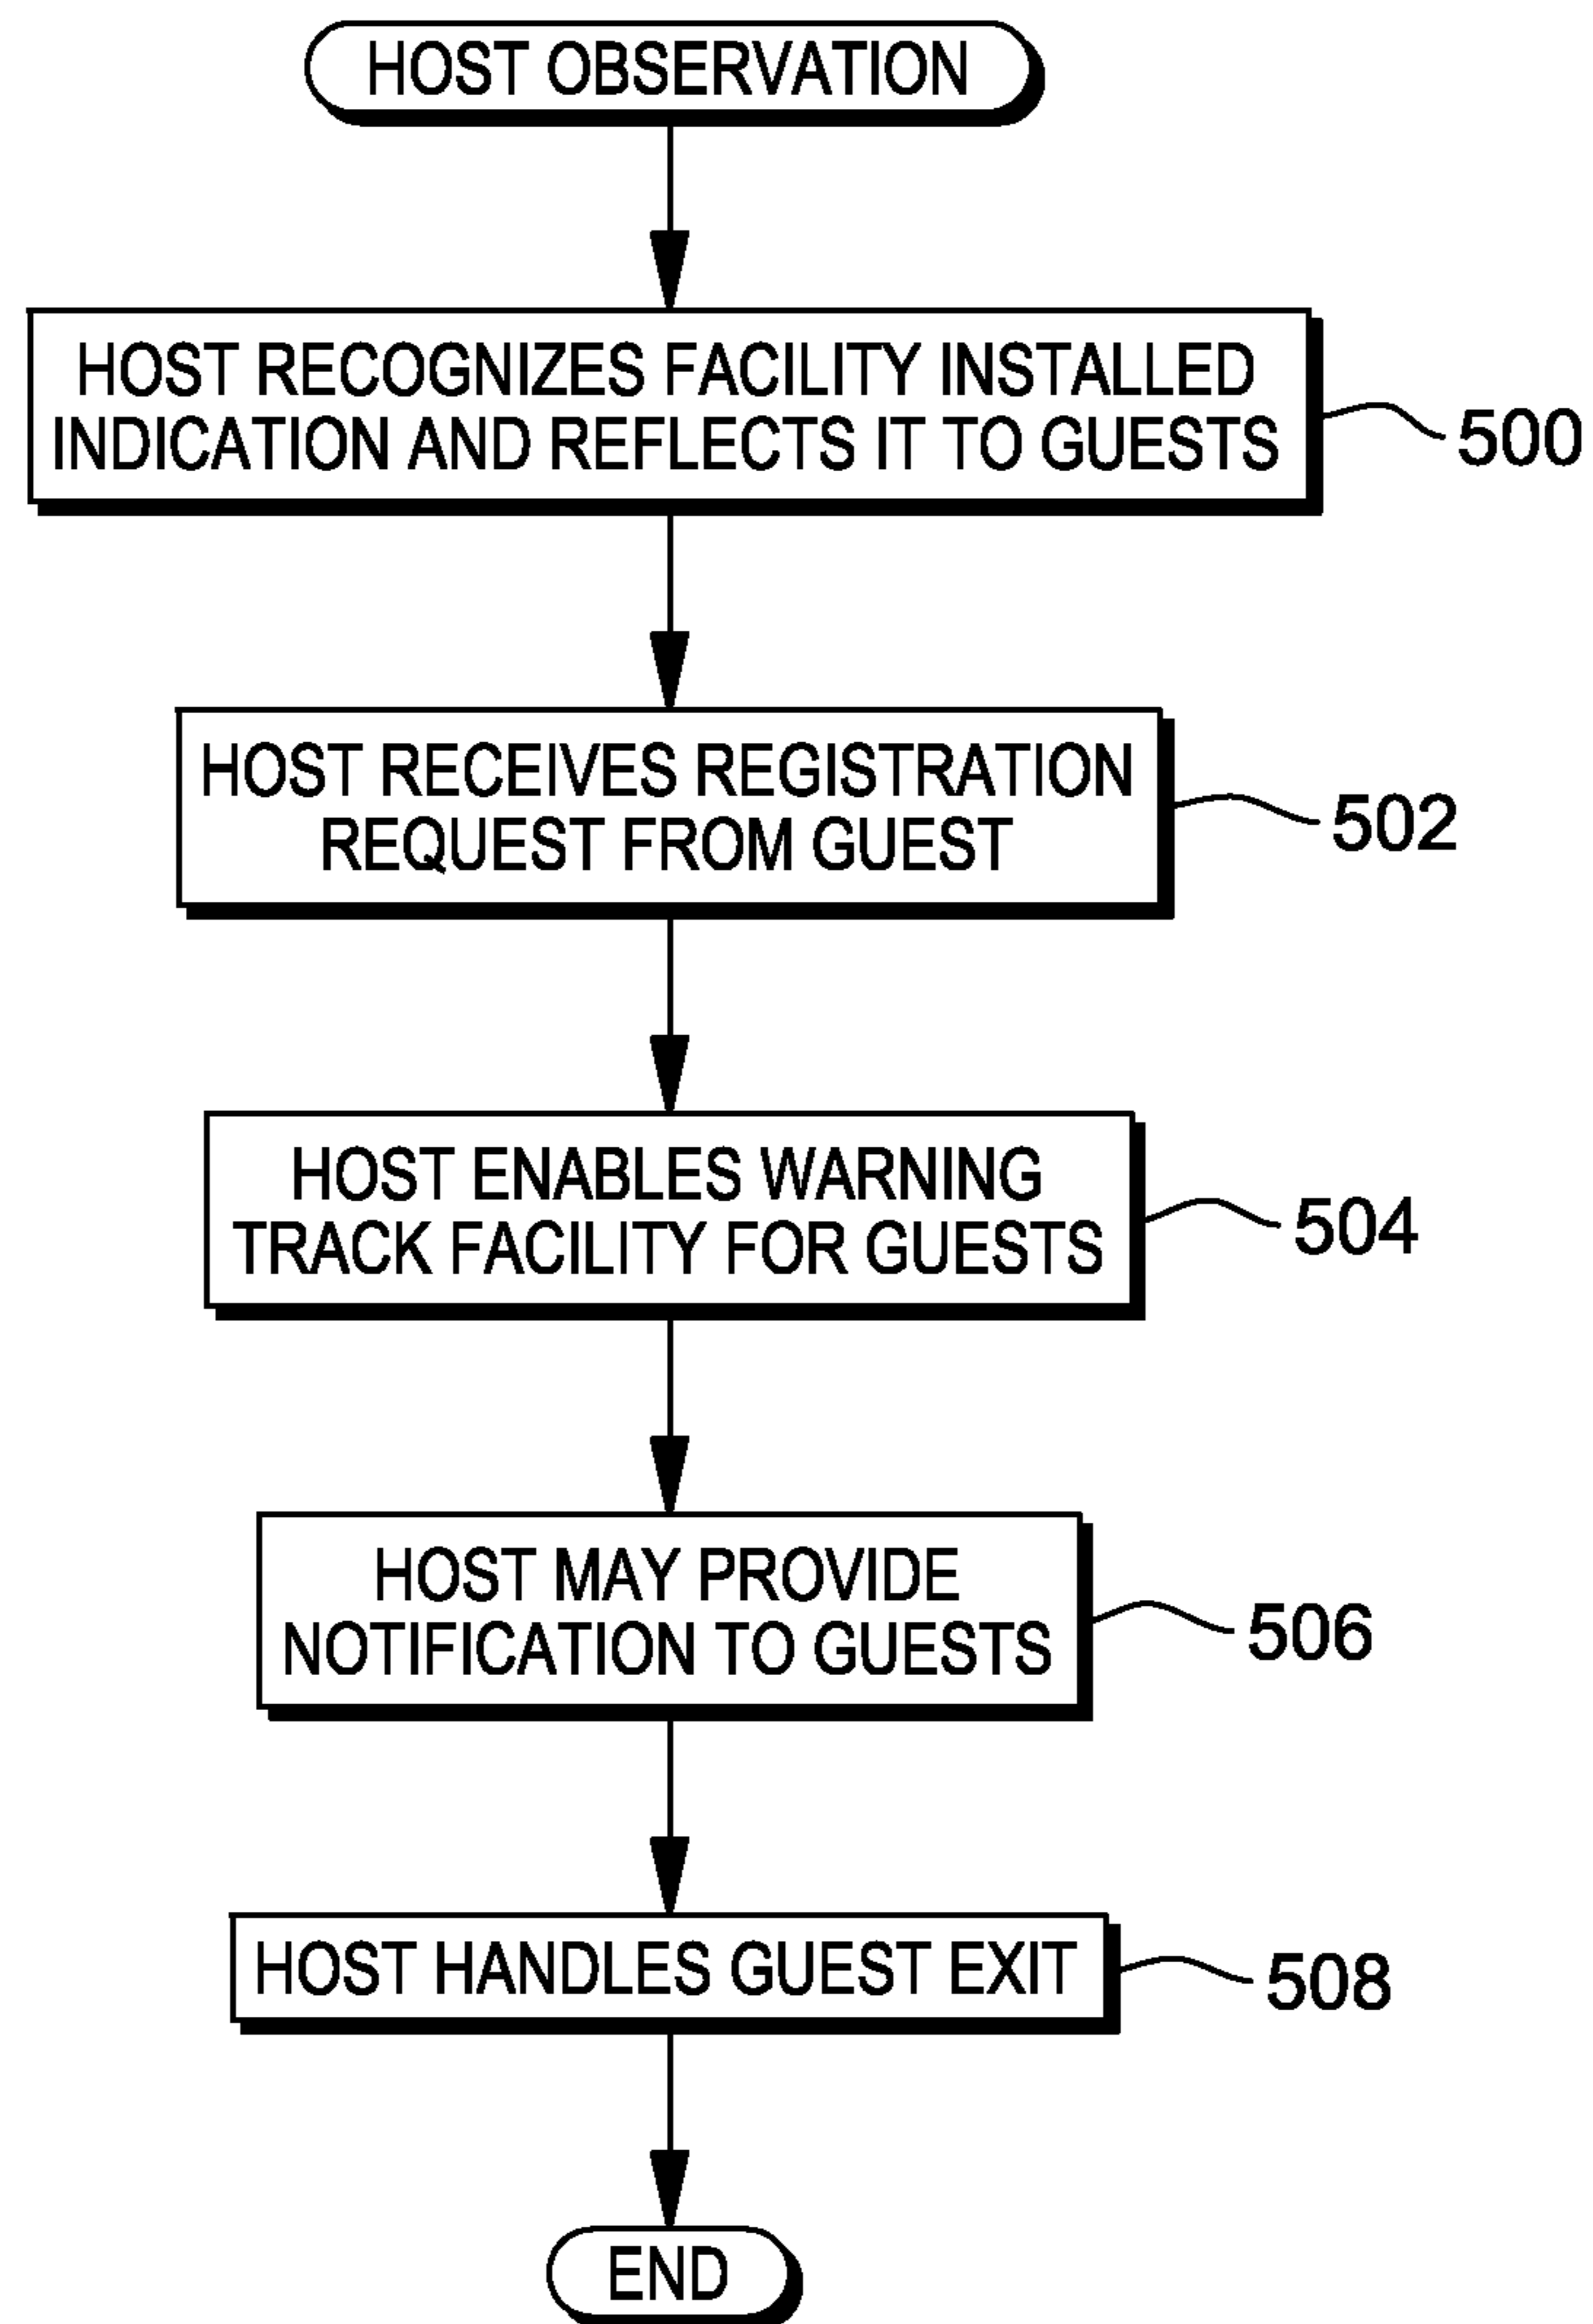 HOST OBSERVATION
HOST RECOGNIZES FACILITY INSTALLED
INDICATION AND REFLECTS IT TO GUESTS
500
HOST RECEIVES REGISTRATION
REQUEST FROM GUEST
502
HOST ENABLES WARNING
TRACK FACILITY FOR GUESTS
504
HOST MAY PROVIDE
NOTIFICATION TO GUESTS
506
HOST HANDLES GUEST EXIT
508
END